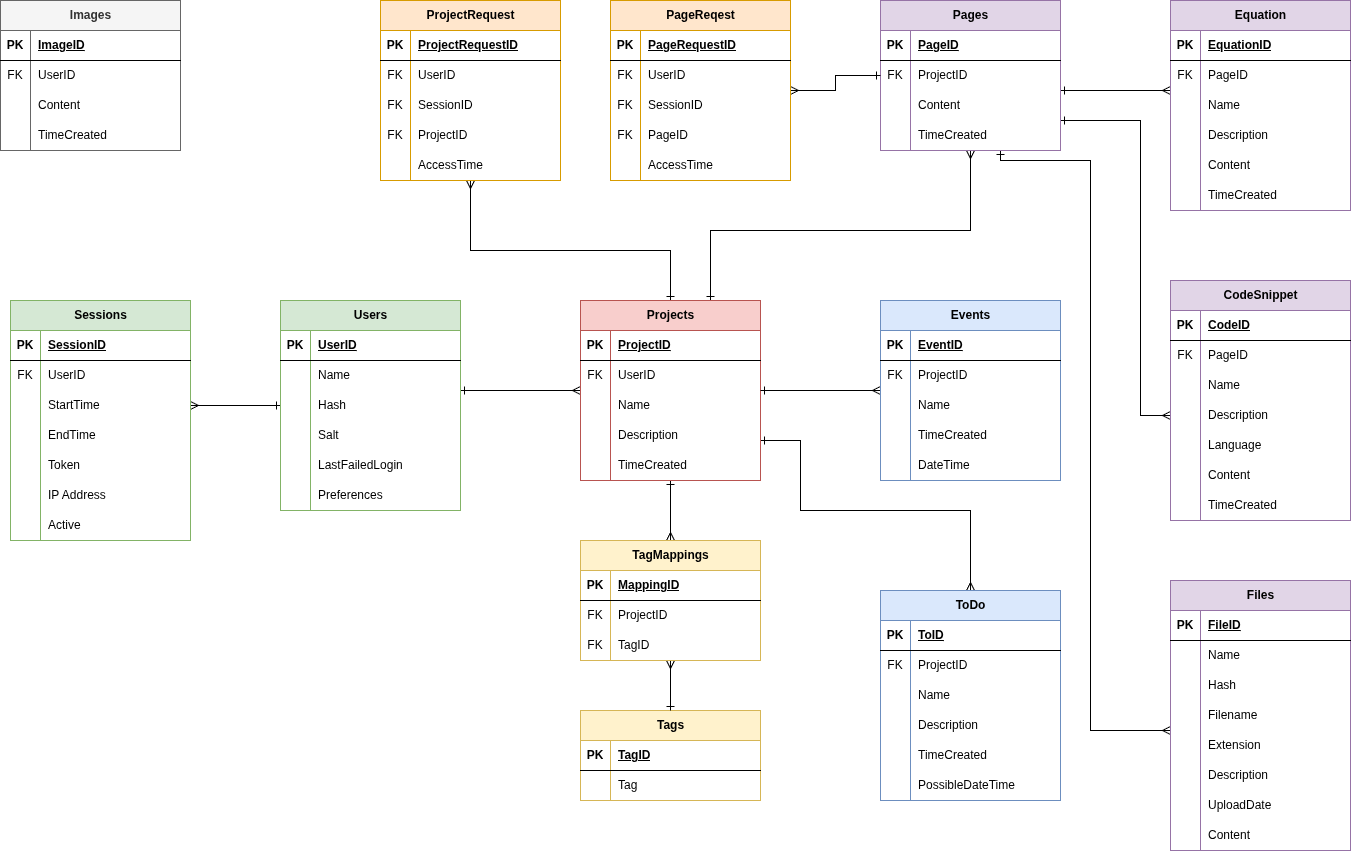 Images
PK ImageID
FK UserID
Content
TimeCreated
ProjectRequest
PK ProjectRequestID
FK UserID
FK SessionID
FK ProjectID
AccessTime
PageReqest
PK PageRequestID
FK UserID
FK SessionID
FK PageID
AccessTime
Pages
PK PageID
FK ProjectID
Content
TimeCreated
Equation
PK EquationID
FK PageID
Name
Description
Content
TimeCreated
Sessions
PK SessionID
FK UserID
StartTime
EndTime
Token
IP Address
Active
Users
PK UserID
Name
Hash
Salt
LastFailedLogin
Preferences
Projects
PK ProjectID
FK UserID
Name
Description
TimeCreated
Events
PK EventID
FK ProjectID
Name
TimeCreated
DateTime
CodeSnippet
PK CodeID
FK PageID
Name
Description
Language
Content
TimeCreated
TagMappings
PK MappingID
FK ProjectID
FK TagID
Tags
PK TagID
Tag
ToDo
PK ToID
FK ProjectID
Name
Description
TimeCreated
PossibleDateTime
Files
PK FileID
Name
Hash
Filename
Extension
Description
UploadDate
Content